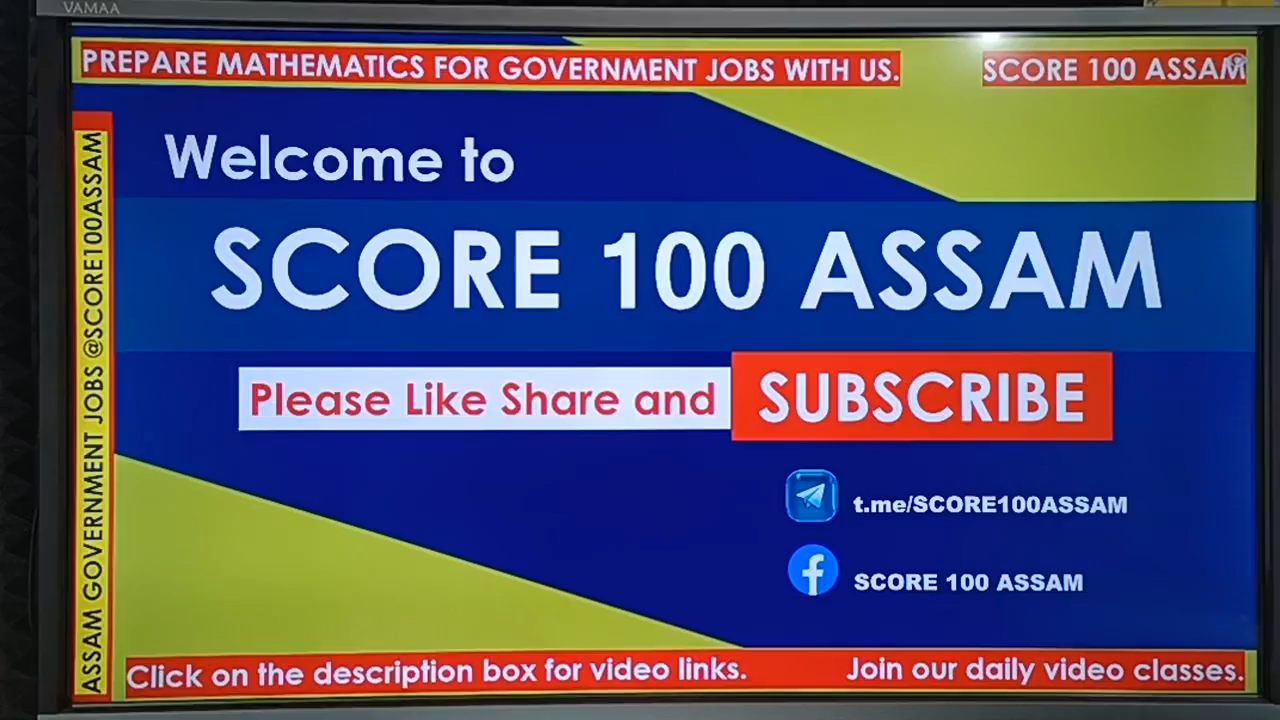 VAMAA
PREPARE MATHEMATICS FOR GOVERNMENT JOBS WITH US.
SCORE 100 ASSAM
ASSAM GOVERNMENT JOBS @SCORE100ASSAM
Welcome to
SCORE 100 ASSAM
Please Like Share and SUBSCRIBE
t.me/SCORE100ASSAM
SCORE 100 ASSAM
Click on the description box for video links.
Join our daily video classes.